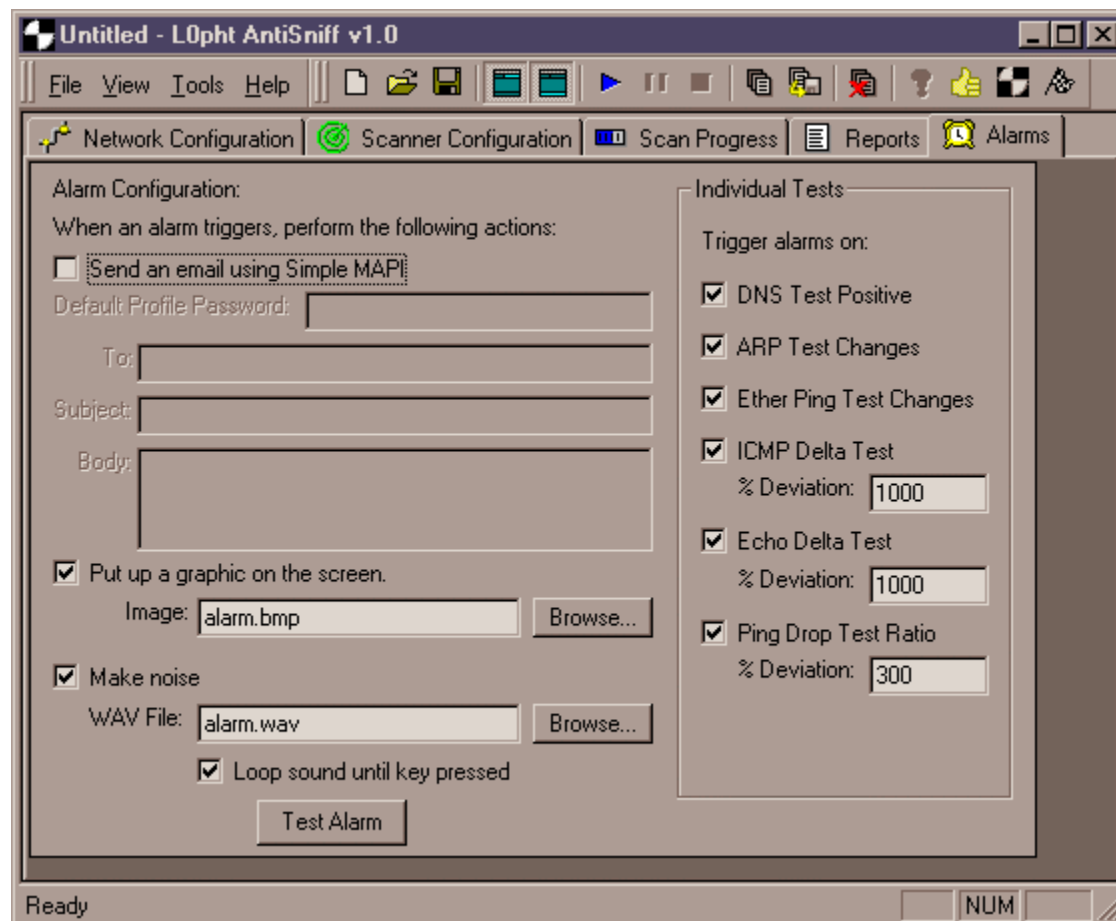 Untitled - L0pht AntiSniff v1.0
File View Tools Help
Network Configuration Scanner Configuration Scan Progress Reports Alarms
Alarm Configuration:
When an alarm triggers, perform the following actions:
Send an email using Simple MAPI
Default Profile Password:
To:
Subject:
Body:
Put up a graphic on the screen.
Image: alarm.bmp Browse...
Make noise
WAV File: alarm.wav Browse...
Loop sound until key pressed
Test Alarm
Individual Tests
Trigger alarms on:
DNS Test Positive
ARP Test Changes
Ether Ping Test Changes
ICMP Delta Test
% Deviation: 1000
Echo Delta Test
% Deviation: 1000
Ping Drop Test Ratio
% Deviation: 300
Ready NUM